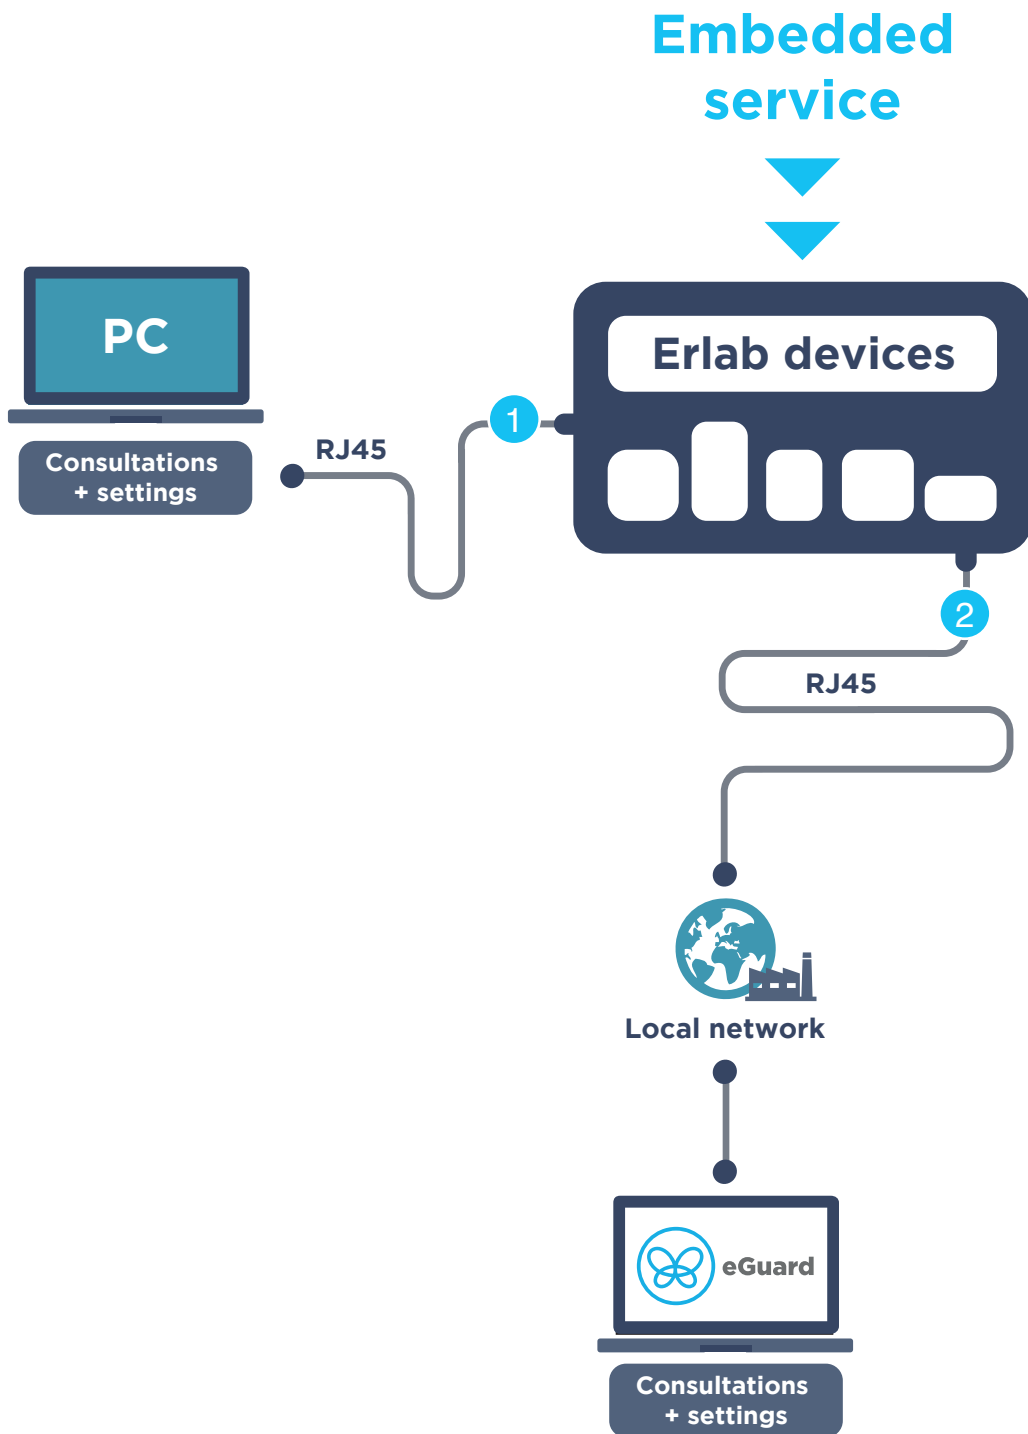 Embedded
service
PC
Erlab devices
Consultations
+ settings
RJ45
1
2
RJ45
Local network
eGuard
Consultations
+ settings